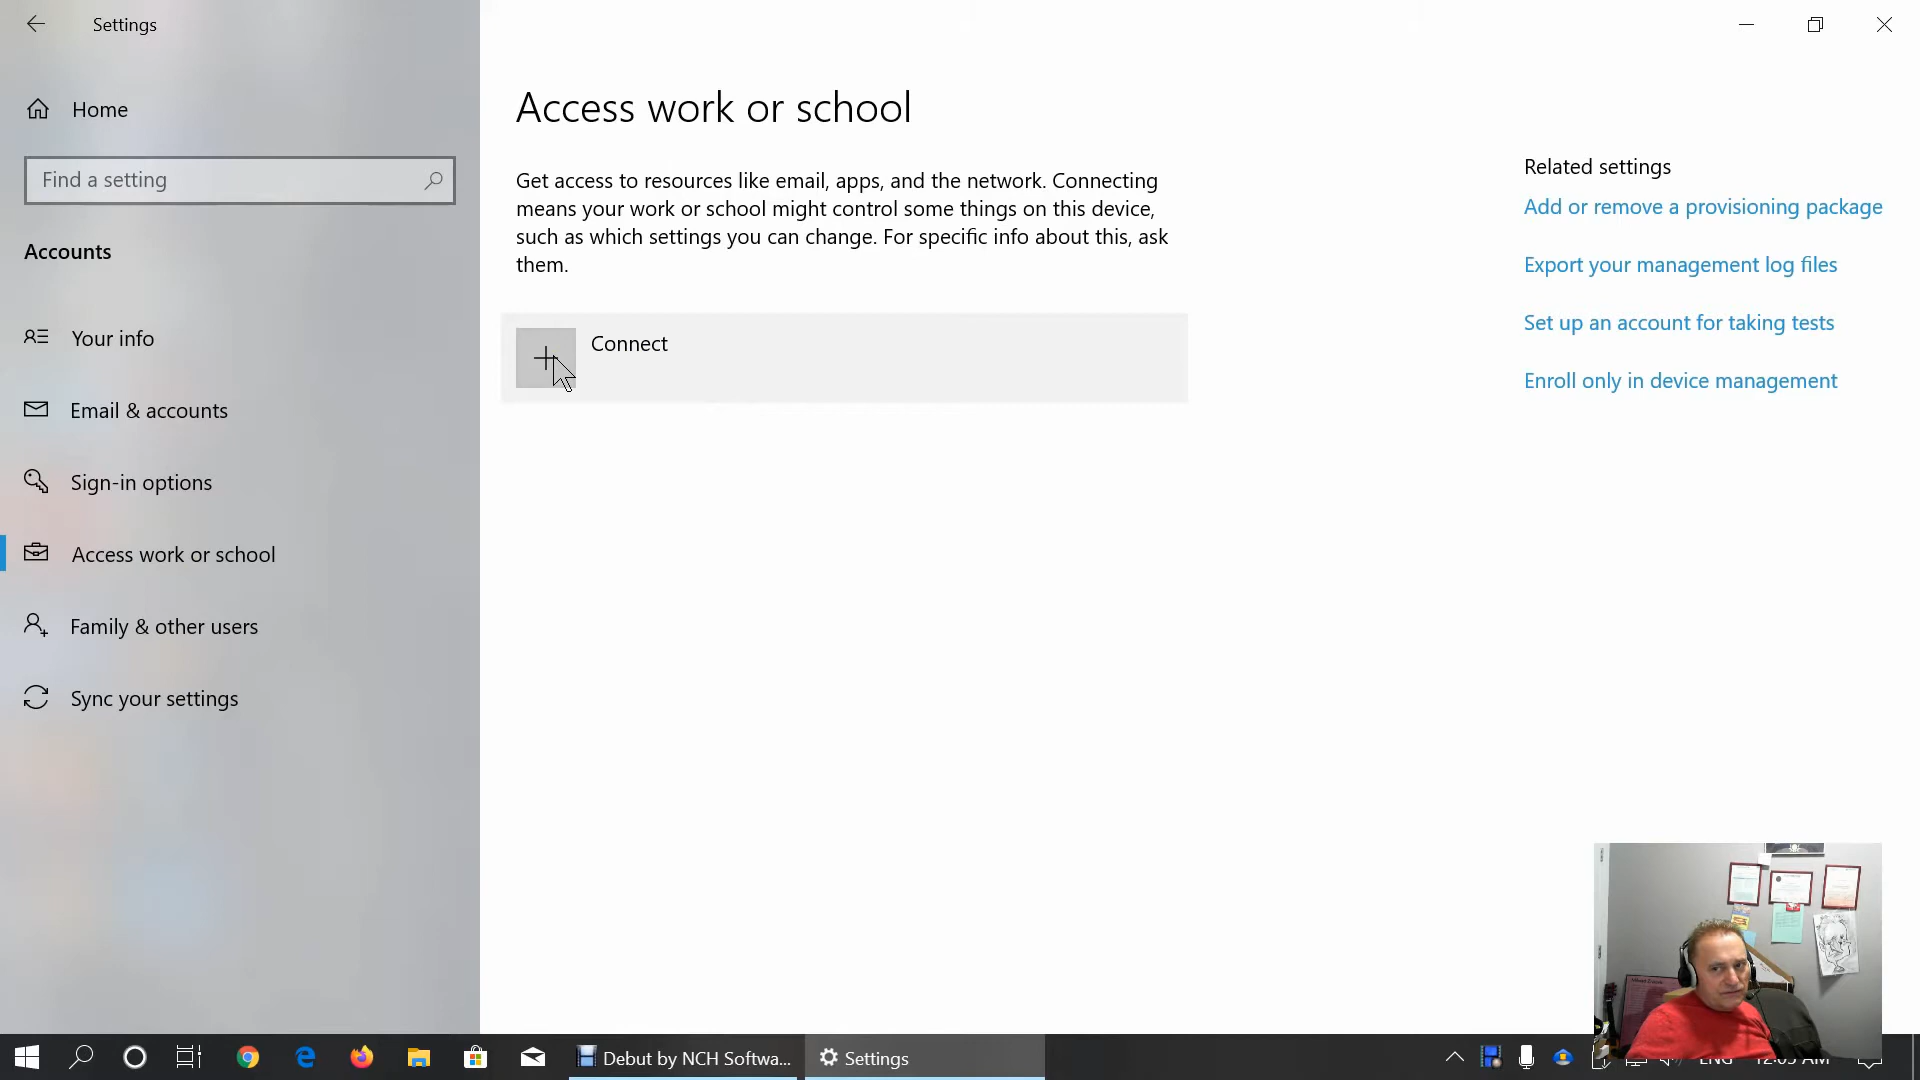 Settings
Home
Find a setting
Accounts
Your info
Email & accounts
Sign-in options
Access work or school
Family & other users
Sync your settings
Access work or school
Get access to resources like email, apps, and the network. Connecting
means your work or school might control some things on this device,
such as which settings you can change. For specific info about this, ask
them.
Connect
Related settings
Add or remove a provisioning package
Export your management log files
Set up an account for taking tests
Enroll only in device management
Debut by NCH Softwa...
Settings
ENG
12:05 AM